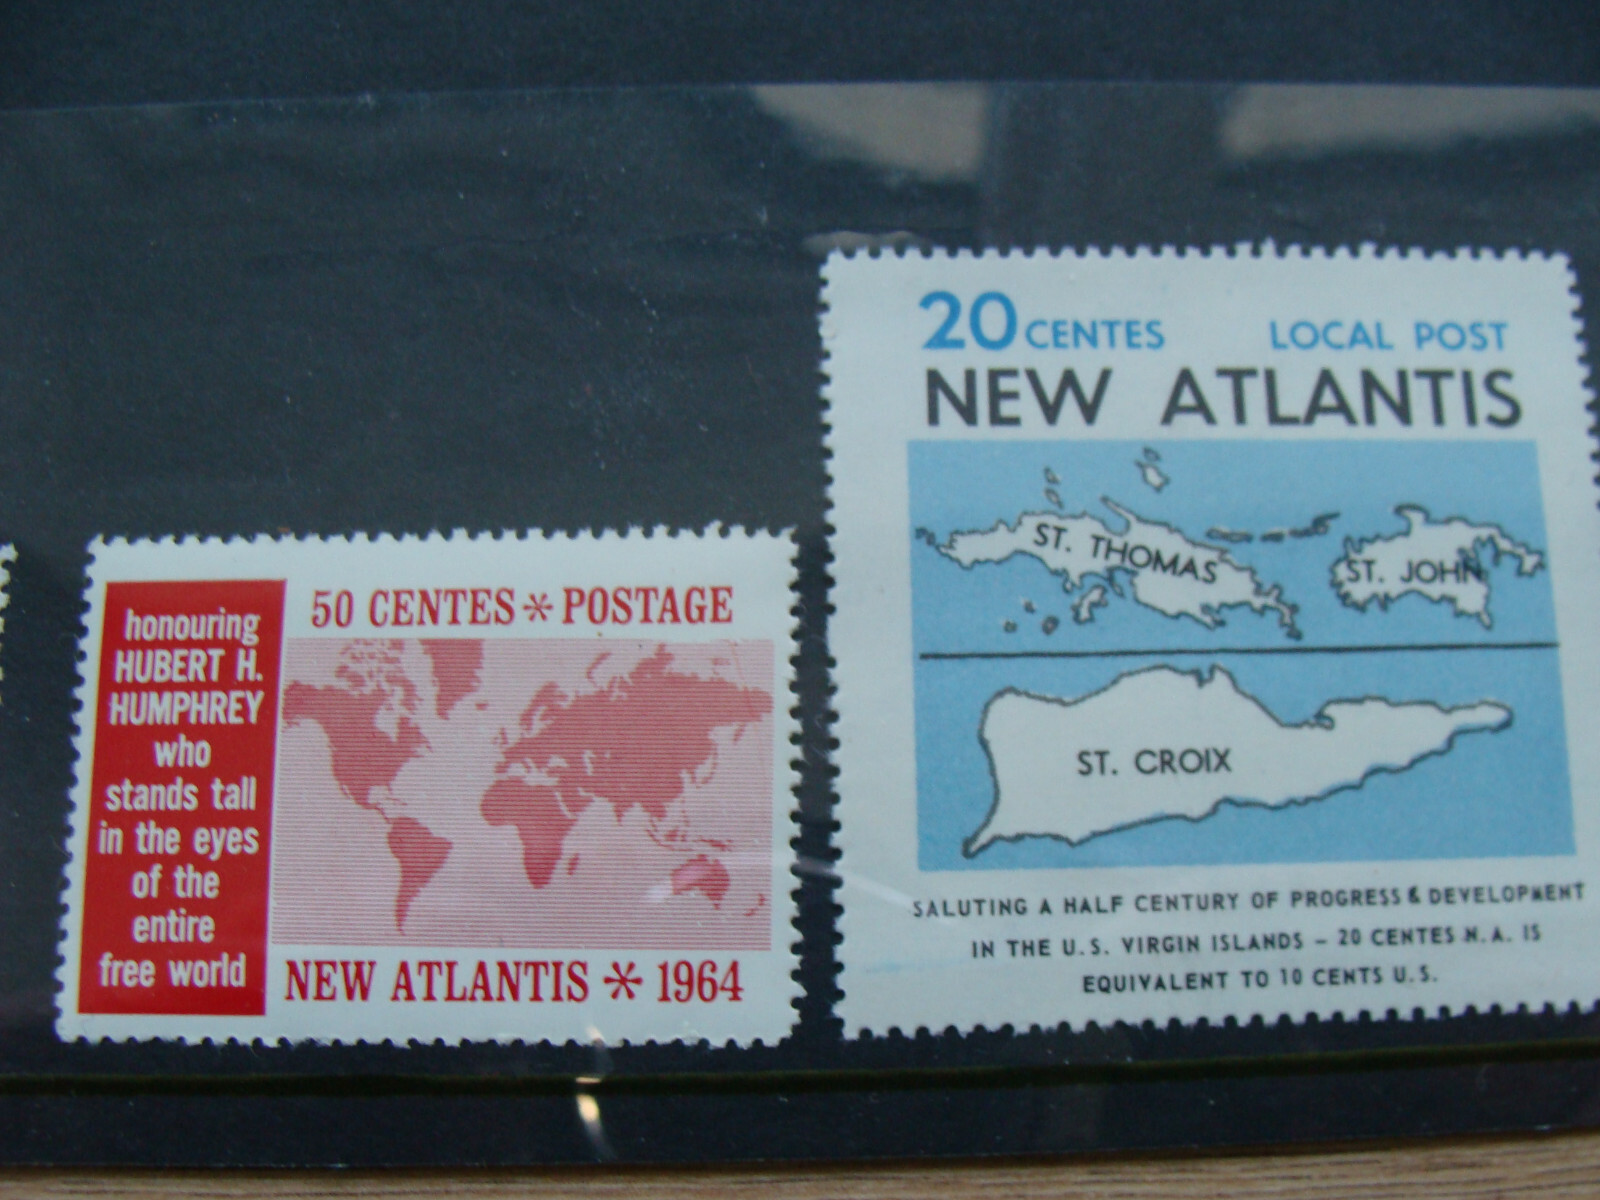 honouring
HUBERT H.
HUMPHREY
who
stands tall
in the eyes
of the
entire
free world
50 CENTES * POSTAGE
NEW ATLANTIS * 1964
20 CENTES LOCAL POST
NEW ATLANTIS
ST. THOMAS
ST. JOHN
ST. CROIX
SALUTING A HALF CENTURY OF PROGRESS & DEVELOPMENT
IN THE U.S. VIRGIN ISLANDS – 20 CENTES N.A. IS
EQUIVALENT TO 10 CENTS U.S.